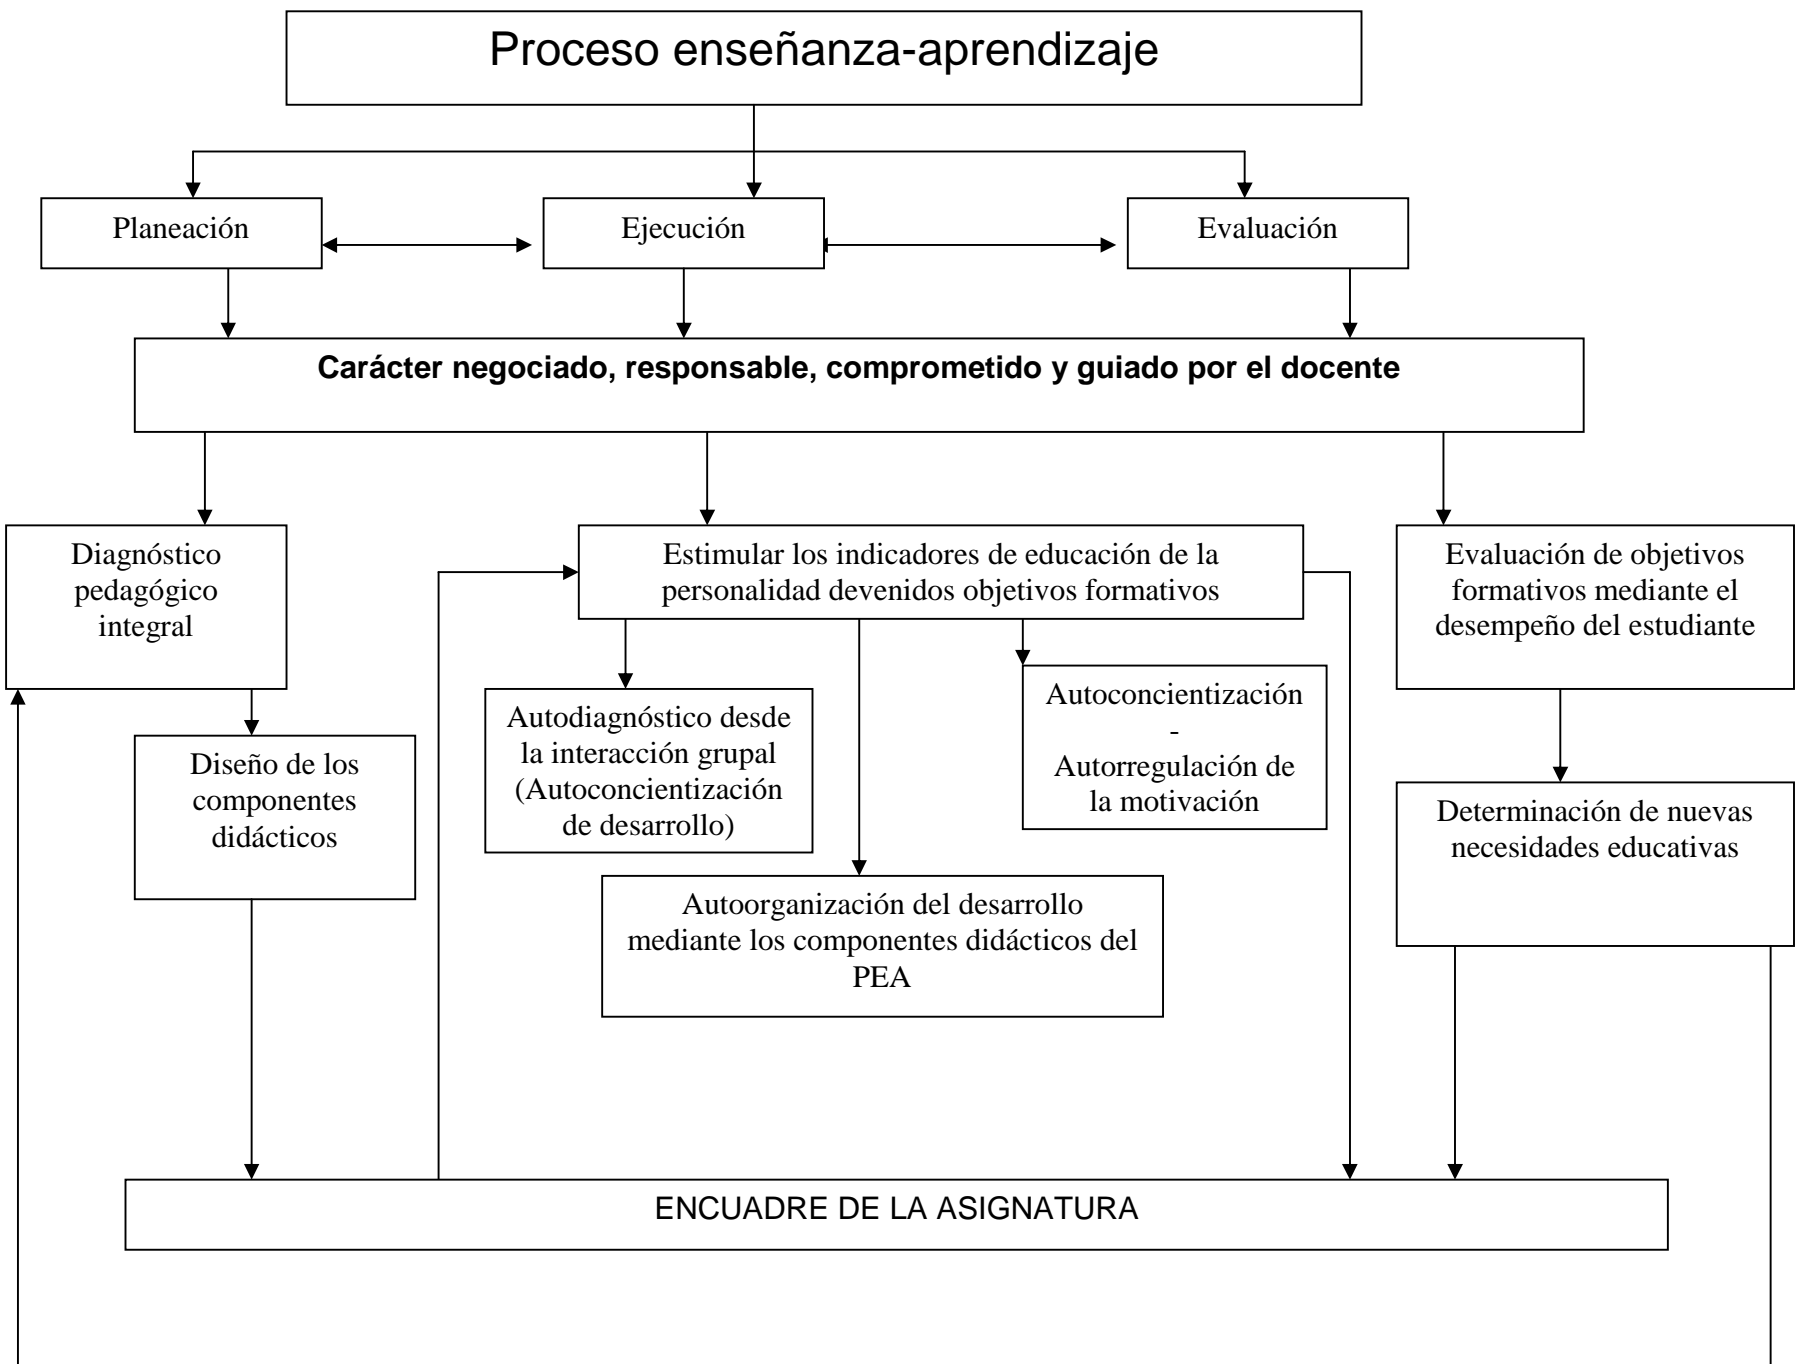 Proceso enseñanza-aprendizaje
Planeación
Ejecución
Evaluación
Carácter negociado, responsable, comprometido y guiado por el docente
Diagnóstico
pedagógico
integral
Estimular los indicadores de educación de la
personalidad devenidos objetivos formativos
Evaluación de objetivos
formativos mediante el
desempeño del estudiante
Diseño de los
componentes
didácticos
Autodiagnóstico desde
la interacción grupal
(Autoconcientización
de desarrollo)
Autoconcientización
-
Autorregulación de
la motivación
Determinación de nuevas
necesidades educativas
Autoorganización del desarrollo
mediante los componentes didácticos del
PEA
ENCUADRE DE LA ASIGNATURA